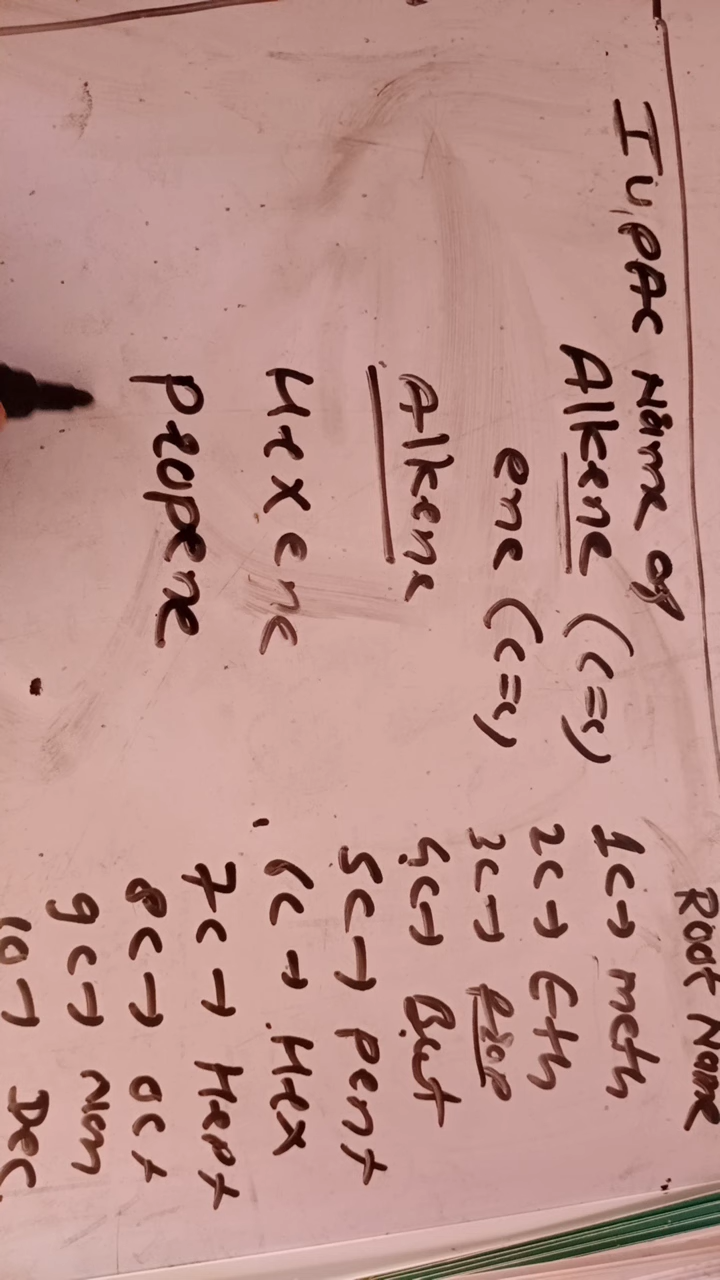 IUPAC Name of
Alkene (C=C)
ene (C=C)
Alkene
Hexene
Propene
Root Name
1C→ meth
2C→ Eth
3C→ Prop
4C→ But
5C→ Pent
6C→ Hex
7C→ Hept
8C→ oct
9C→ Non
10→ Dec